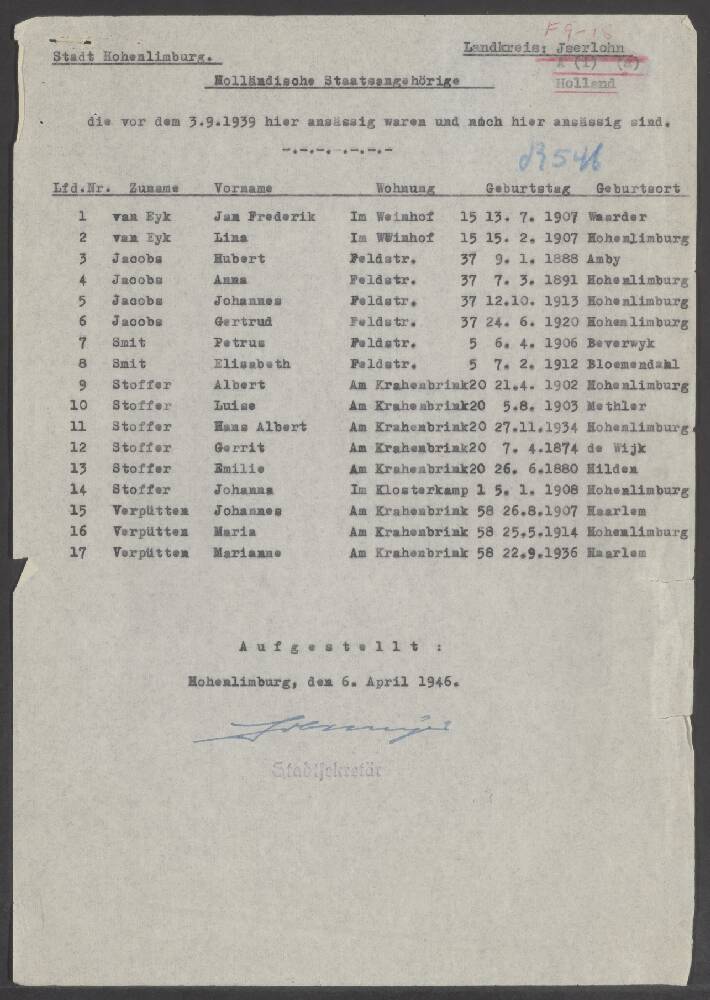 F 9-18
Stadt Hohenlimburg. Landkreis: Jserlohn
Holländische Staatsangehörige Holland
die vor dem 3.9.1939 hier ansässig waren und noch hier ansässig sind.
-.-.-.-.-.-.-
Lfd.Nr. Zuname Vorname Wohnung Geburtstag Geburtsort
1 van Eyk Jan Frederik Im Weinhof 15 13. 7. 1907 Waarder
2 van Eyk Lina Im Weinhof 15 15. 2. 1907 Hohenlimburg
3 Jacobs Hubert Feldstr. 37 9. 1. 1888 Amby
4 Jacobs Anna Feldstr. 37 7. 3. 1891 Hohenlimburg
5 Jacobs Johannes Feldstr. 37 12.10. 1913 Hohenlimburg
6 Jacobs Gertrud Feldstr. 37 24. 6. 1920 Hohenlimburg
7 Smit Petrus Feldstr. 5 6. 4. 1906 Beverwyk
8 Smit Elisabeth Feldstr. 5 7. 2. 1912 Bloemendahl
9 Stoffer Albert Am Krahenbrink20 21.4. 1902 Hohenlimburg
10 Stoffer Luise Am Krahenbrink20 5.8. 1903 Methler
11 Stoffer Hans Albert Am Krahenbrink20 27.11.1934 Hohenlimburg.
12 Stoffer Gerrit Am Krahenbrink20 7. 4.1874 de Wijk
13 Stoffer Emilie Am Krahenbrink20 26. 6.1880 Hilden
14 Stoffer Johanna Im Klosterkamp 1 5. 1. 1908 Hohenlimburg
15 Verpütten Johannes Am Krahenbrink 58 26.8.1907 Haarlem
16 Verpütten Maria Am Krahenbrink 58 25.5.1914 Hohenlimburg
17 Verpütten Marianne Am Krahenbrink 58 22.9.1936 Haarlem
Aufgestellt :
Hohenlimburg, den 6. April 1946.
Stadtsekretär